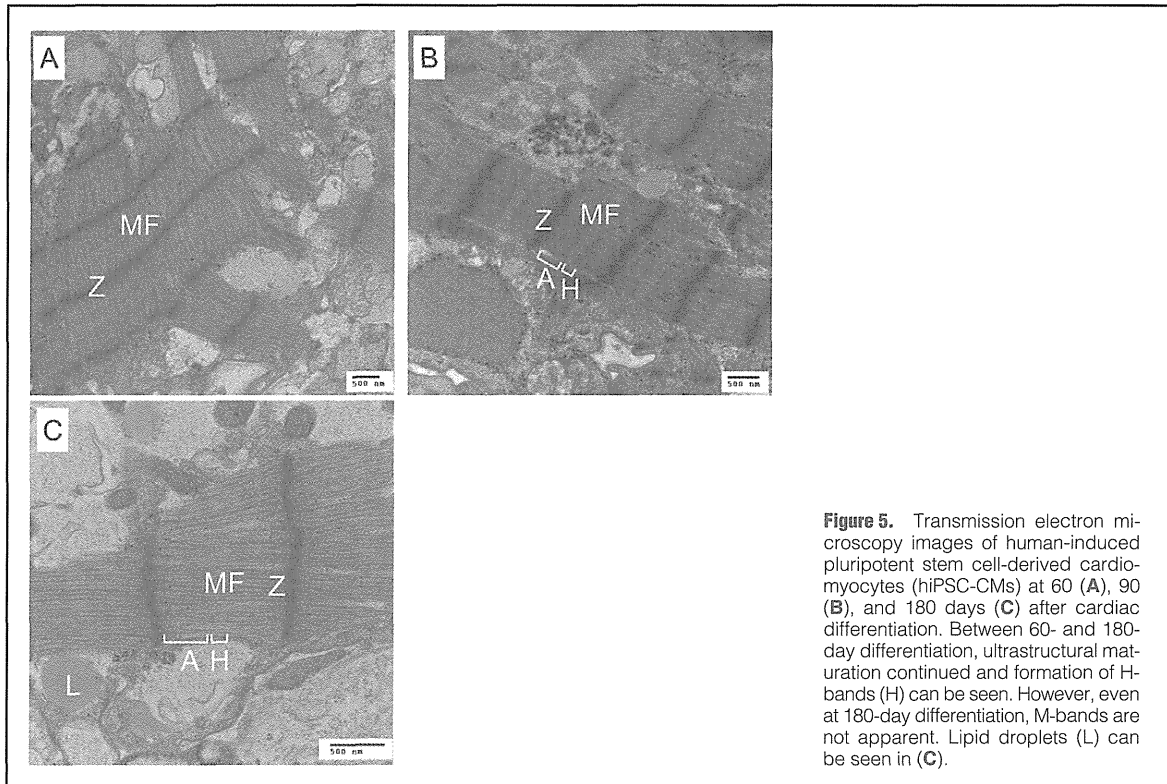 A
B
MF
Z
Z
MF
A
H
500 nm
500 nm
C
MF
Z
A
H
L
500 nm
Figure 5. Transmission electron mi-
croscopy images of human-induced
pluripotent stem cell-derived cardio-
myocytes (hiPSC-CMs) at 60 (A), 90
(B), and 180 days (C) after cardiac
differentiation. Between 60- and 180-
day differentiation, ultrastructural mat-
uration continued and formation of H-
bands (H) can be seen. However, even
at 180-day differentiation, M-bands are
not apparent. Lipid droplets (L) can
be seen in (C).